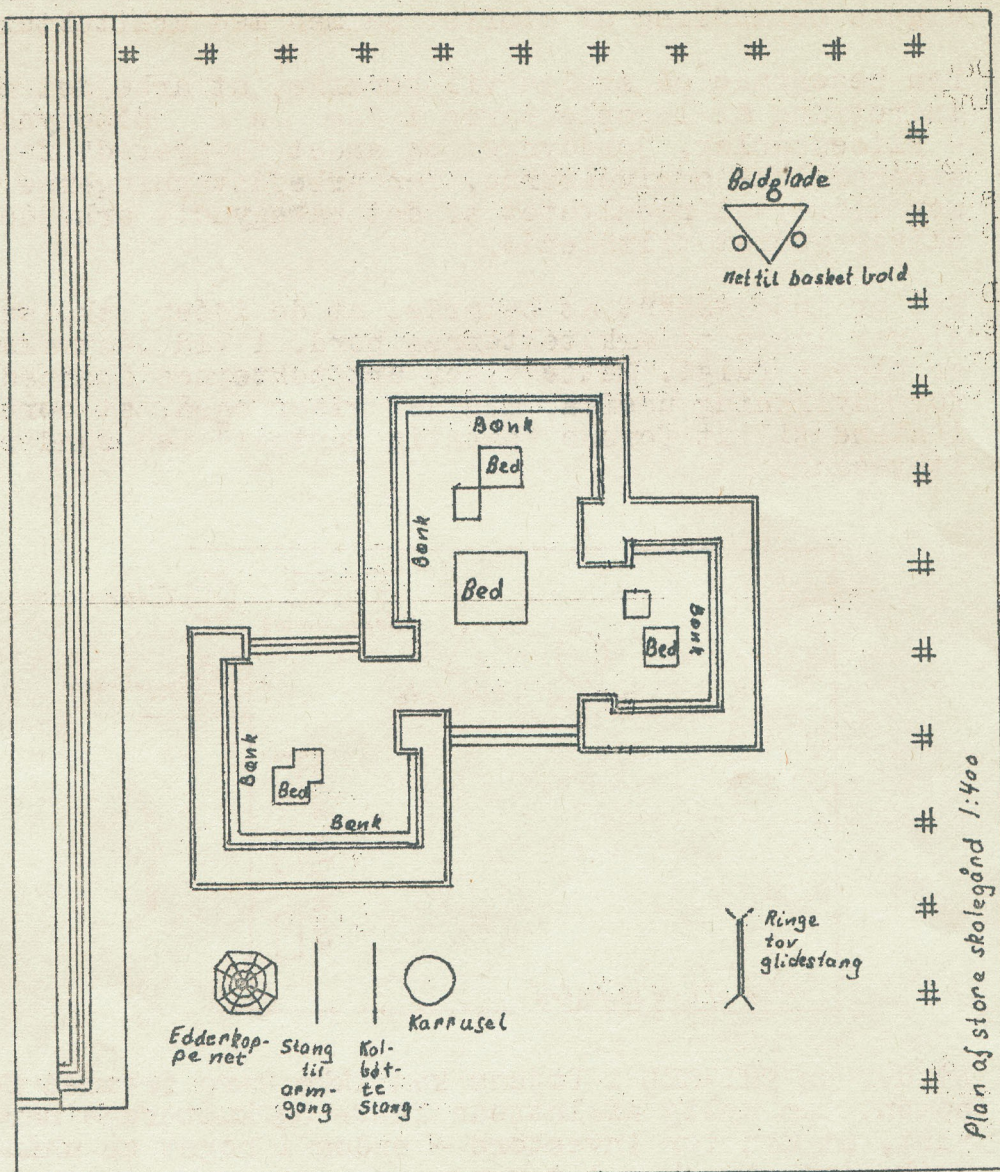 Boldglade
net til basket bold
Bænk
Bed
Bænk
Bed
Bænk
Bed
Bænk
Bed
Bænk
Ringe
tov
glidestang
Edderkop-
pe net
Stang
til
arm-
gang
Kol-
bøt-
te
Stang
Karrusel
Plan af store skolegård 1:400